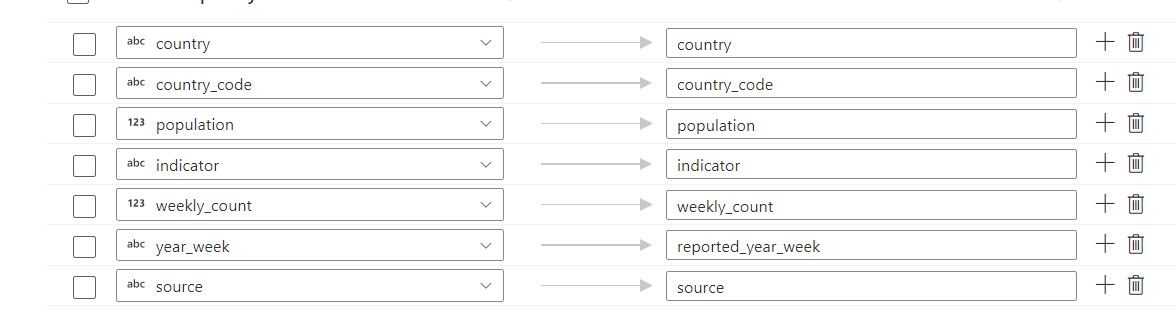 abc country country
abc country_code country_code
123 population population
abc indicator indicator
123 weekly_count weekly_count
abc year_week reported_year_week
abc source source